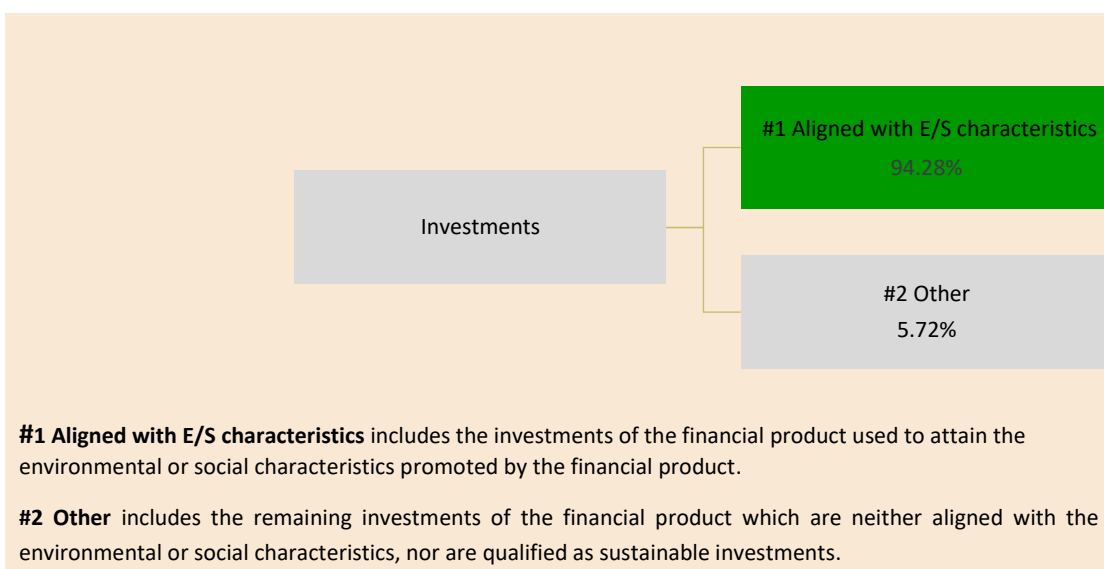 #1 Aligned with E/S characteristics
94.28%
Investments
#2 Other
5.72%
#1 Aligned with E/S characteristics includes the investments of the financial product used to attain the
environmental or social characteristics promoted by the financial product.
#2 Other includes the remaining investments of the financial product which are neither aligned with the
environmental or social characteristics, nor are qualified as sustainable investments.